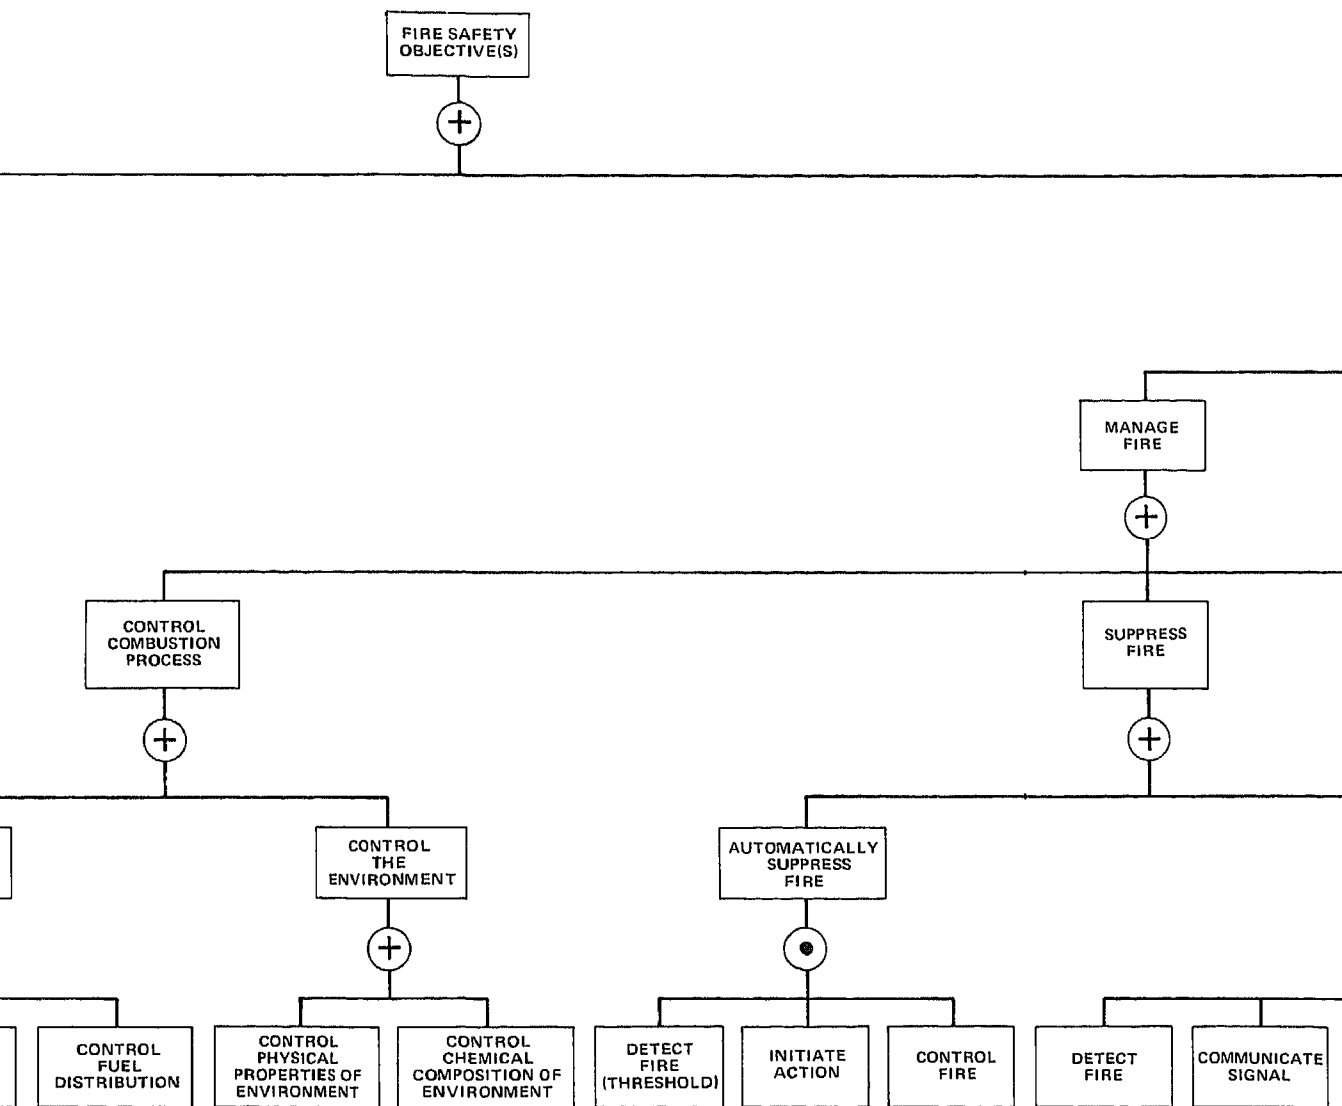 FIRE SAFETY
OBJECTIVE(S)
MANAGE
FIRE
CONTROL
COMBUSTION
PROCESS
SUPPRESS
FIRE
CONTROL
THE
ENVIRONMENT
AUTOMATICALLY
SUPPRESS
FIRE
CONTROL
FUEL
DISTRIBUTION
CONTROL
PHYSICAL
PROPERTIES OF
ENVIRONMENT
CONTROL
CHEMICAL
COMPOSITION OF
ENVIRONMENT
DETECT
FIRE
(THRESHOLD)
INITIATE
ACTION
CONTROL
FIRE
DETECT
FIRE
COMMUNICATE
SIGNAL